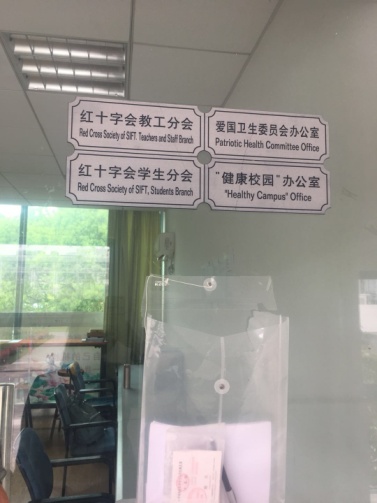 红十字会教工分会
Red Cross Society of SIFT, Teachers and Staff Branch
爱国卫生委员会办公室
Patriotic Health Committee Office
红十字会学生分会
Red Cross Society of SIFT, Students Branch
“健康校园”办公室
"Healthy Campus" Office